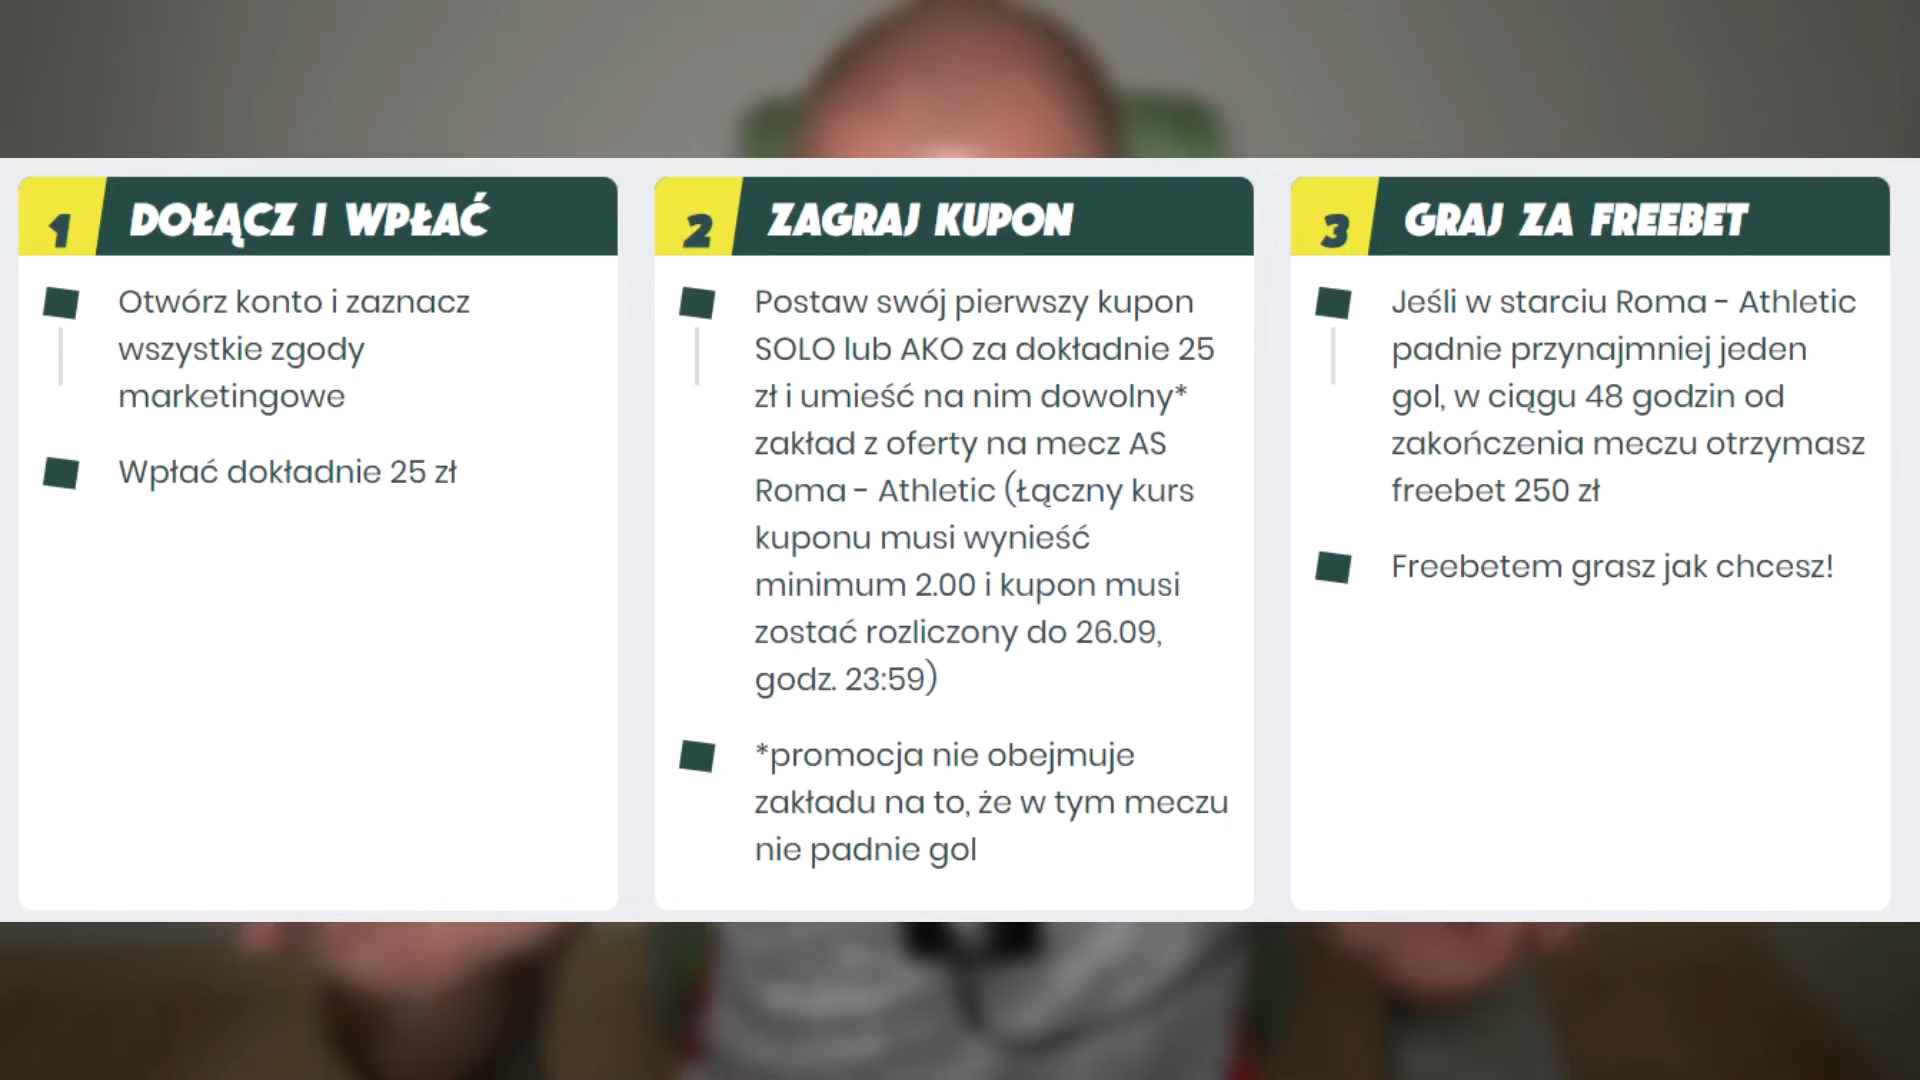 1
DOŁĄCZ I WPŁAĆ
Otwórz konto i zaznacz
wszystkie zgody
marketingowe
Wpłać dokładnie 25 zł
2
ZAGRAJ KUPON
Postaw swój pierwszy kupon
SOLO lub AKO za dokładnie 25
zł i umieść na nim dowolny*
zakład z oferty na mecz AS
Roma - Athletic (Łączny kurs
kuponu musi wynieść
minimum 2.00 i kupon musi
zostać rozliczony do 26.09,
godz. 23:59)
*promocja nie obejmuje
zakładu na to, że w tym meczu
nie padnie gol
3
GRAJ ZA FREEBET
Jeśli w starciu Roma - Athletic
padnie przynajmniej jeden
gol, w ciągu 48 godzin od
zakończenia meczu otrzymasz
freebet 250 zł
Freebetem grasz jak chcesz!